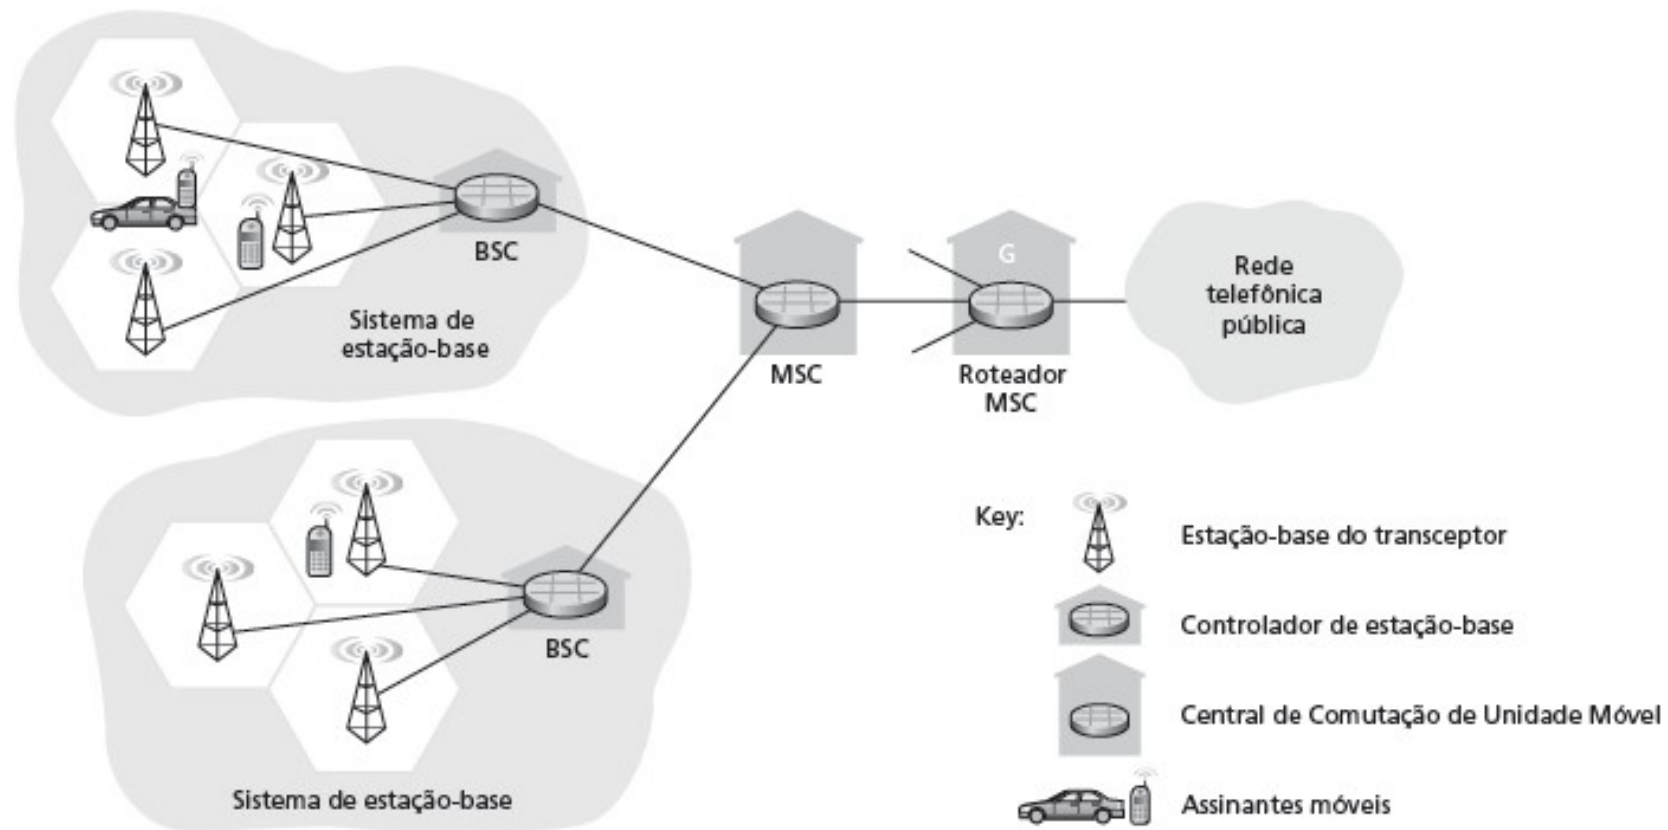 BSC
Sistema de
estação-base
MSC
G
Roteador
MSC
Rede
telefônica
pública
BSC
Sistema de estação-base
Key:
Estação-base do transceptor
Controlador de estação-base
Central de Comutação de Unidade Móvel
Assinantes móveis